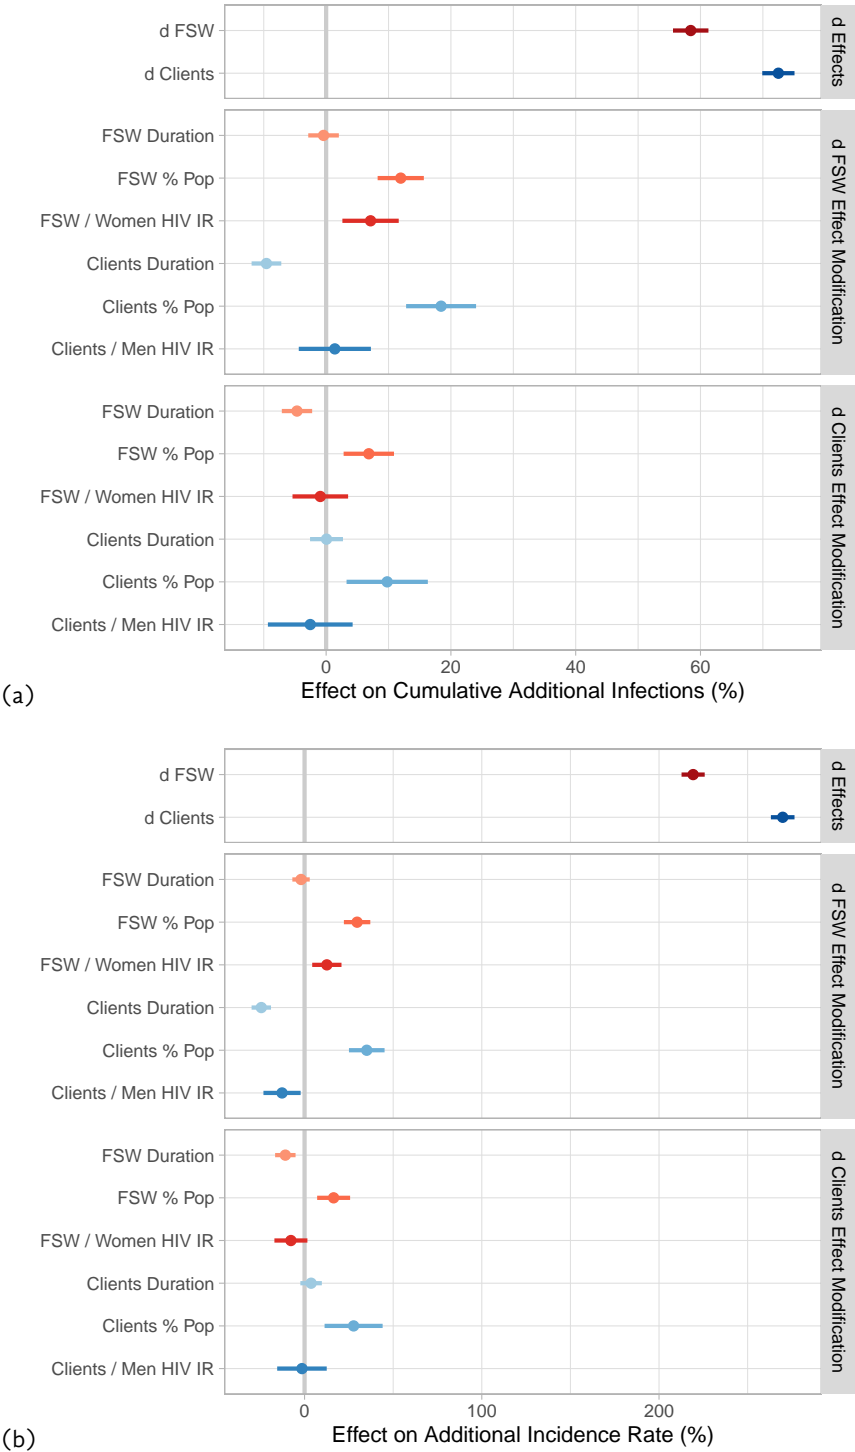 d FSW
d Clients
d Effects
FSW Duration
FSW % Pop
FSW / Women HIV IR
Clients Duration
Clients % Pop
Clients / Men HIV IR
d FSW Effect Modification
FSW Duration
FSW % Pop
FSW / Women HIV IR
Clients Duration
Clients % Pop
Clients / Men HIV IR
d Clients Effect Modification
0 20 40 60
Effect on Cumulative Additional Infections (%)
(a)
d FSW
d Clients
d Effects
FSW Duration
FSW % Pop
FSW / Women HIV IR
Clients Duration
Clients % Pop
Clients / Men HIV IR
d FSW Effect Modification
FSW Duration
FSW % Pop
FSW / Women HIV IR
Clients Duration
Clients % Pop
Clients / Men HIV IR
d Clients Effect Modification
0 100 200
Effect on Additional Incidence Rate (%)
(b)